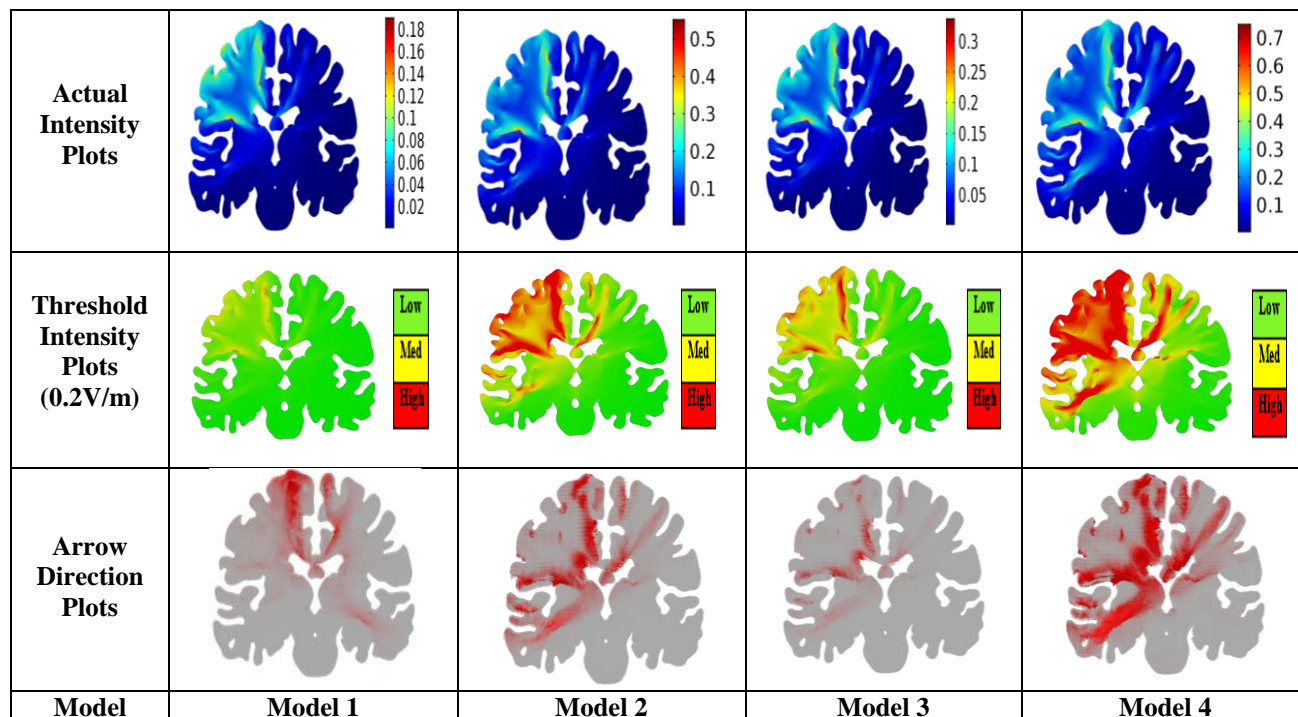 Actual
Intensity
Plots
0.18
0.16
0.14
0.12
0.1
0.08
0.06
0.04
0.02
0.5
0.4
0.3
0.2
0.1
0.3
0.25
0.2
0.15
0.1
0.05
0.7
0.6
0.5
0.4
0.3
0.2
0.1
Threshold
Intensity
Plots
(0.2V/m)
Low
Med
High
Low
Med
High
Low
Med
High
Low
Med
High
Arrow
Direction
Plots
Model Model 1 Model 2 Model 3 Model 4